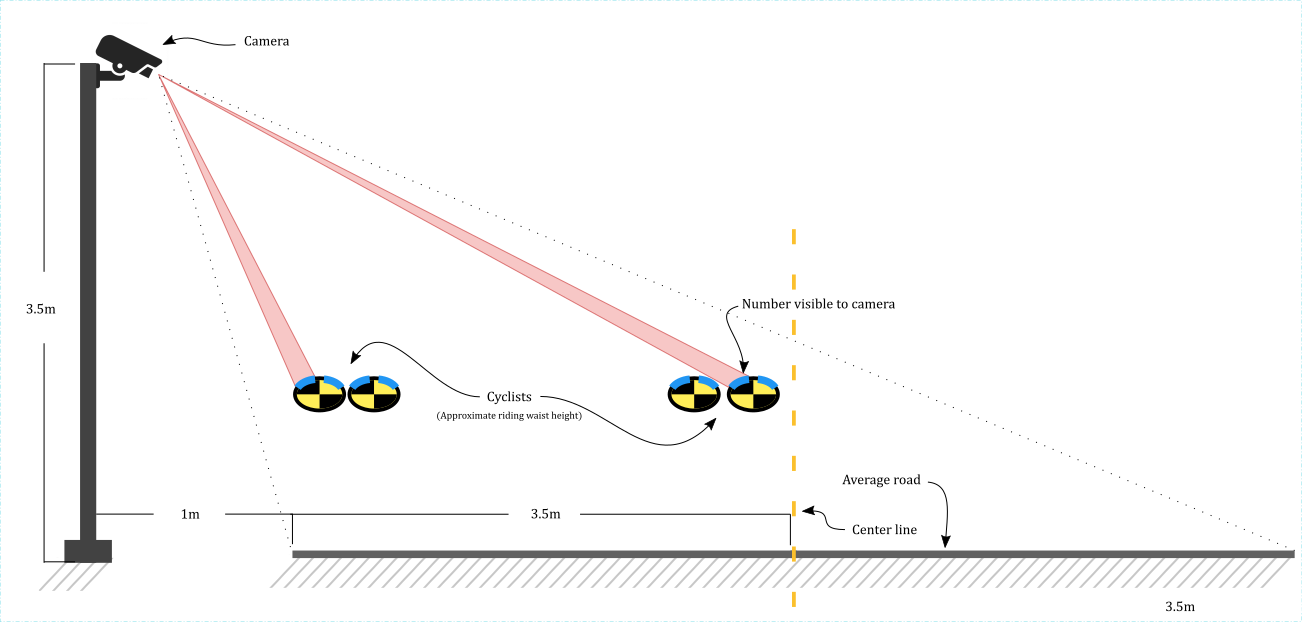 Camera
3.5m
Number visible to camera
Cyclists
(Approximate riding waist height)
Average road
1m
3.5m
Center line
3.5m